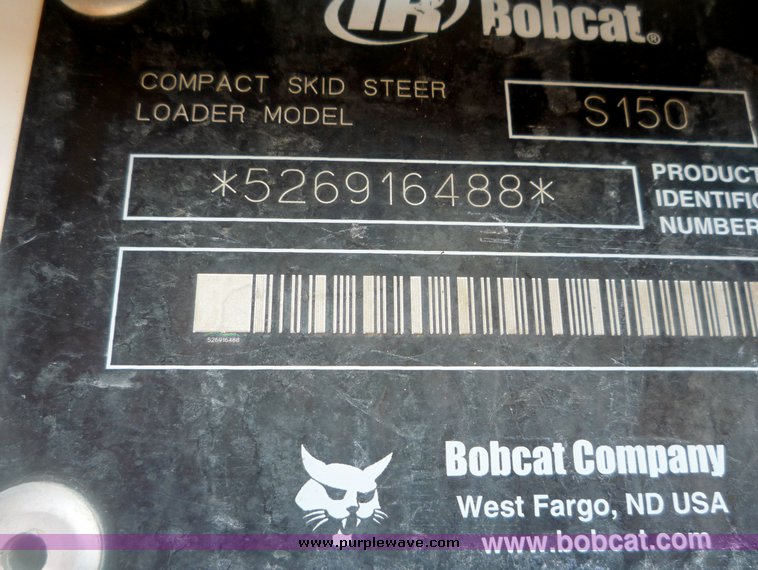 IR Bobcat®
COMPACT SKID STEER
LOADER MODEL
S150
*526916488*
PRODUCT
IDENTIFIC
NUMBER
526916488
Bobcat Company
West Fargo, ND USA
www.bobcat.com
www.purplewave.com